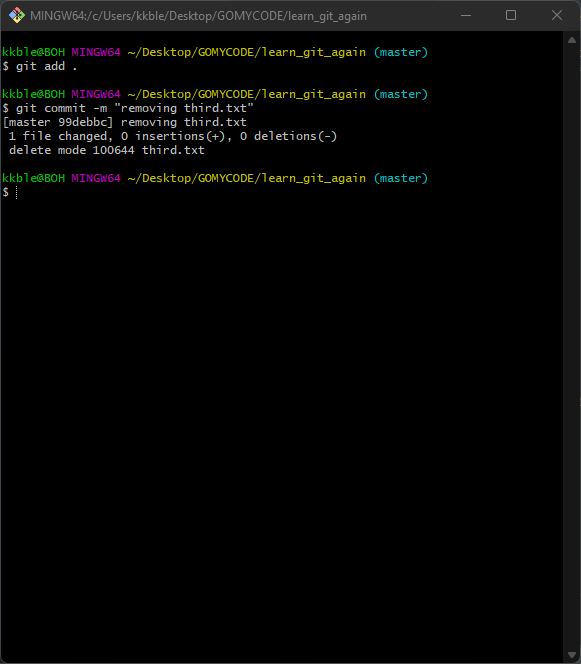 MINGW64:/c/Users/kkble/Desktop/GOMYCODE/learn_git_again
kkble@BOH MINGW64 ~/Desktop/GOMYCODE/learn_git_again (master)
$ git add .
kkble@BOH MINGW64 ~/Desktop/GOMYCODE/learn_git_again (master)
$ git commit -m "removing third.txt"
[master 99debbc] removing third.txt
 1 file changed, 0 insertions(+), 0 deletions(-)
 delete mode 100644 third.txt
kkble@BOH MINGW64 ~/Desktop/GOMYCODE/learn_git_again (master)
$